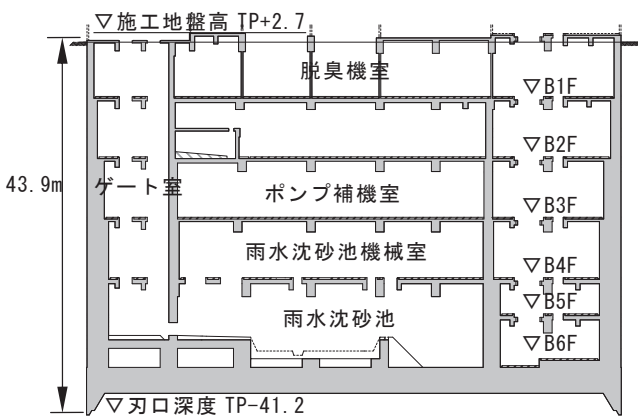 ▽施工地盤高 TP+2.7
脱臭機室
▽B1F
▽B2F
43.9m
ゲート室
ポンプ補機室
▽B3F
雨水沈砂池機械室
▽B4F
▽B5F
雨水沈砂池
▽B6F
▽刃口深度 TP-41.2